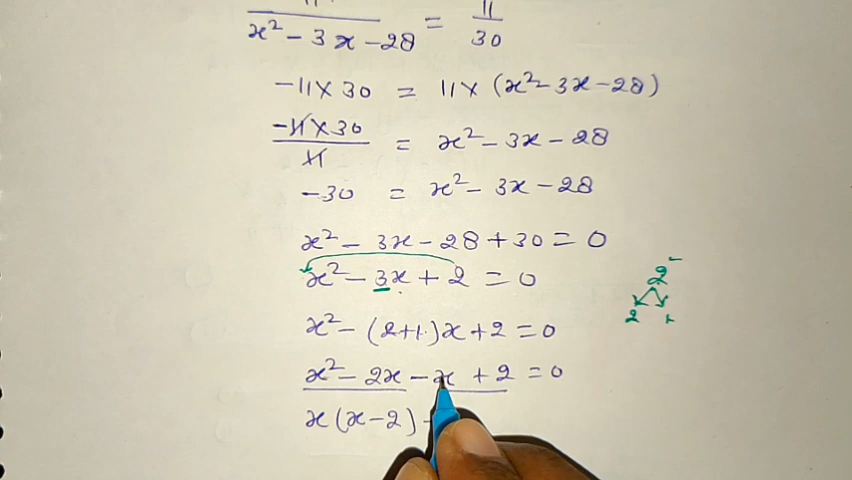 x² - 3x - 28 = 11/30
-11 × 30 = 11 × (x² - 3x - 28)
-11 × 30 / 11 = x² - 3x - 28
-30 = x² - 3x - 28
x² - 3x - 28 + 30 = 0
x² - 3x + 2 = 0
2
2
x² - (2+1)x + 2 = 0
x² - 2x - x + 2 = 0
x(x-2) -